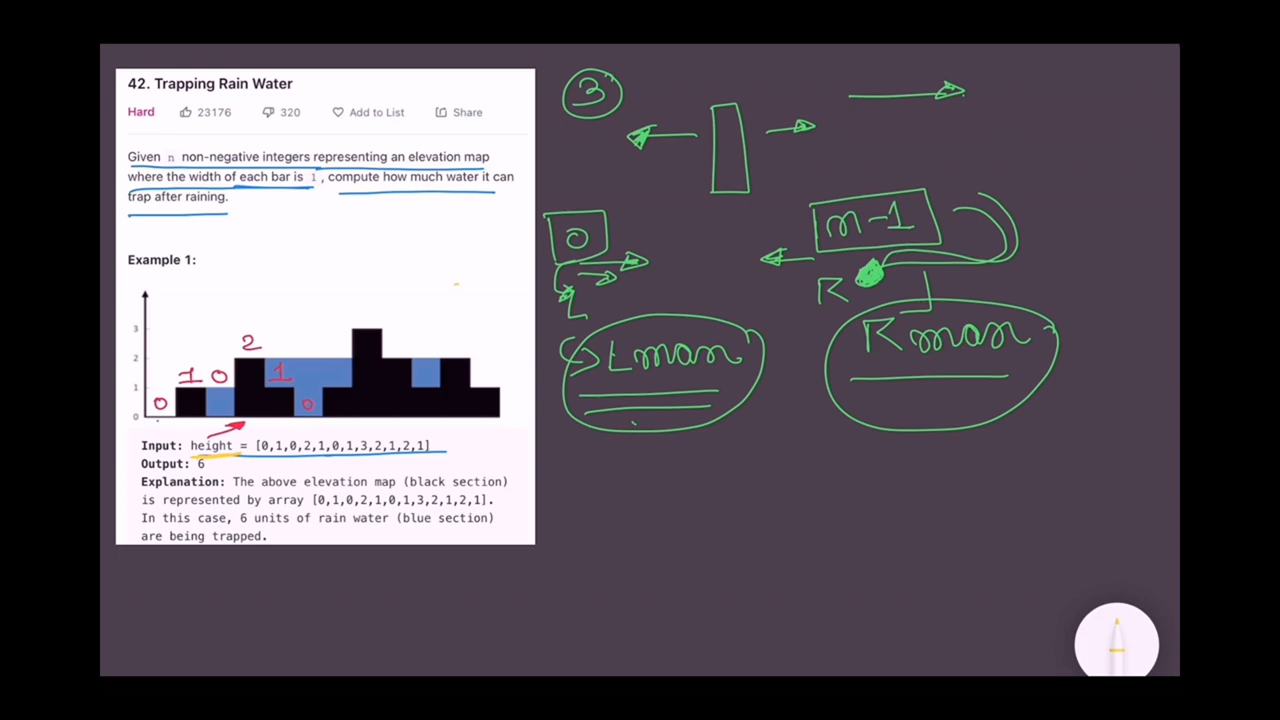 42. Trapping Rain Water
Hard 23176 320 Add to List Share
Given n non-negative integers representing an elevation map
where the width of each bar is 1 , compute how much water it can
trap after raining.
Example 1:
3
2
1
0
0 1 0 2 1 0
Input: height = [0,1,0,2,1,0,1,3,2,1,2,1]
Output: 6
Explanation: The above elevation map (black section)
is represented by array [0,1,0,2,1,0,1,3,2,1,2,1].
In this case, 6 units of rain water (blue section)
are being trapped.
3
0
n-1
L
R
Lmax
Rmax